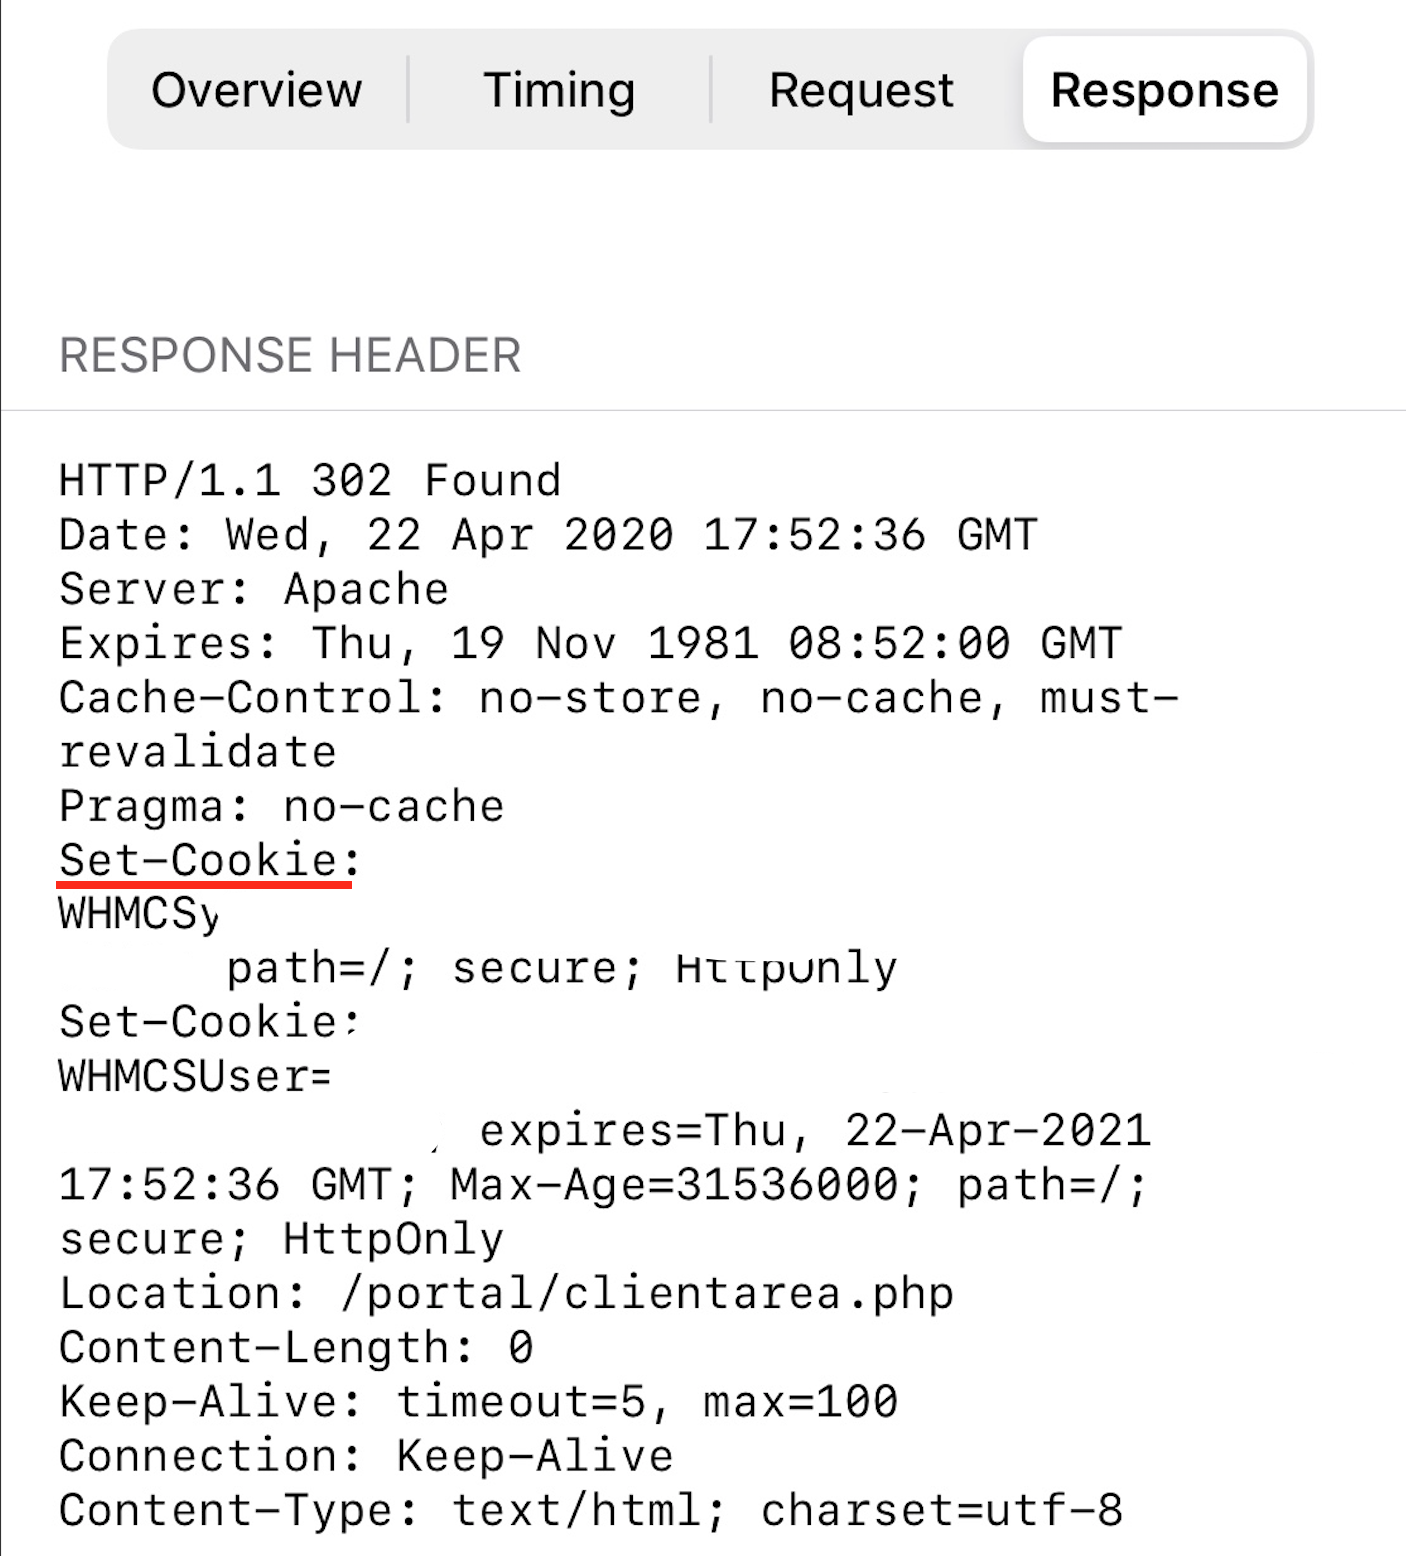 Overview Timing Request Response
RESPONSE HEADER
HTTP/1.1 302 Found
Date: Wed, 22 Apr 2020 17:52:36 GMT
Server: Apache
Expires: Thu, 19 Nov 1981 08:52:00 GMT
Cache-Control: no-store, no-cache, must-
revalidate
Pragma: no-cache
Set-Cookie:
WHMCSy
path=/; secure; HttpOnly
Set-Cookie:
WHMCSUser=
expires=Thu, 22-Apr-2021
17:52:36 GMT; Max-Age=31536000; path=/;
secure; HttpOnly
Location: /portal/clientarea.php
Content-Length: 0
Keep-Alive: timeout=5, max=100
Connection: Keep-Alive
Content-Type: text/html; charset=utf-8